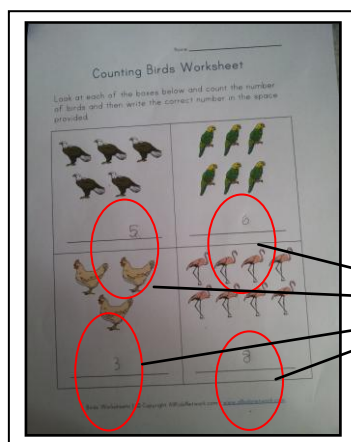 Name
Counting Birds Worksheet
Look at each of the boxes below and count the number
of birds and then write the correct number in the space
provided.
5
6
3
8